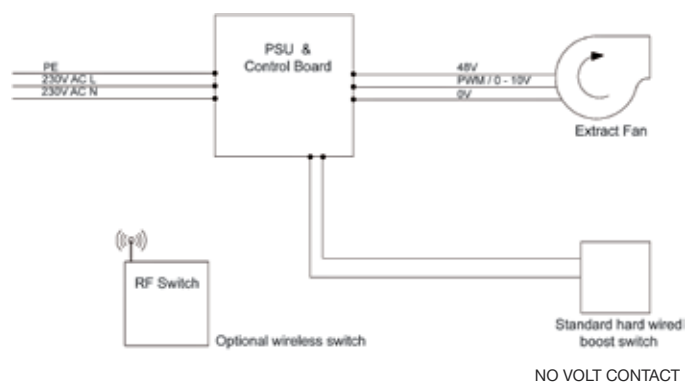 PSU &
Control Board
PE
230V AC L
230V AC N
48V
PWM / 0 - 10V
0V
Extract Fan
RF Switch
Optional wireless switch
Standard hard wired
boost switch
NO VOLT CONTACT